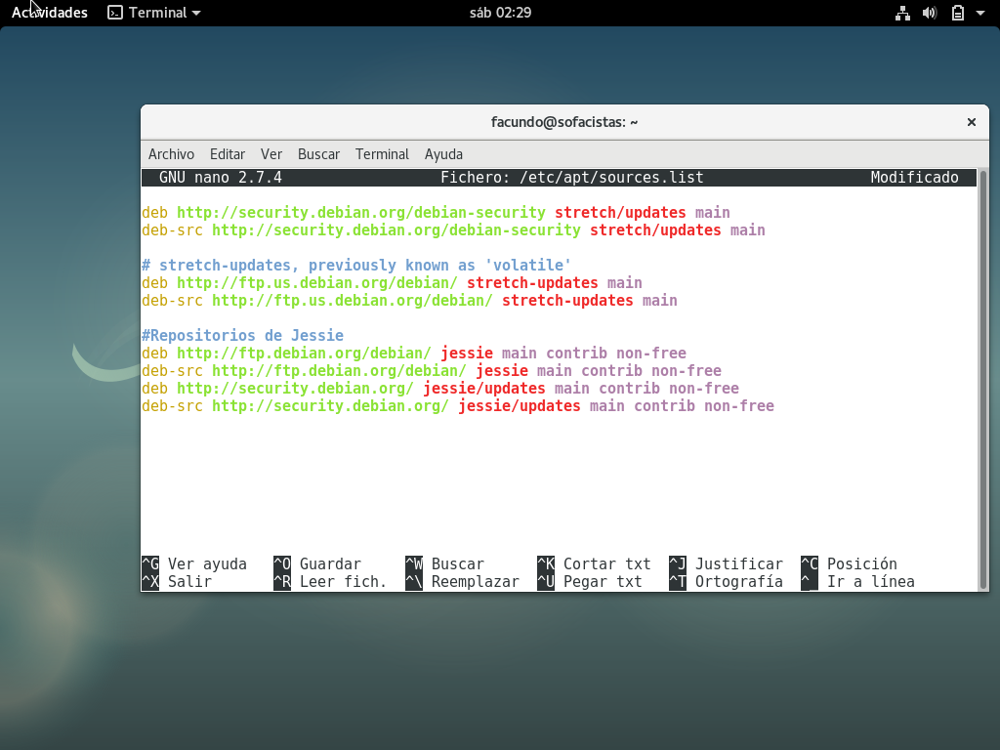 Actividades Terminal sáb 02:29
facundo@sofacistas: ~
Archivo Editar Ver Buscar Terminal Ayuda
GNU nano 2.7.4 Fichero: /etc/apt/sources.list Modificado
deb http://security.debian.org/debian-security stretch/updates main
deb-src http://security.debian.org/debian-security stretch/updates main
# stretch-updates, previously known as 'volatile'
deb http://ftp.us.debian.org/debian/ stretch-updates main
deb-src http://ftp.us.debian.org/debian/ stretch-updates main
#Repositorios de Jessie
deb http://ftp.debian.org/debian/ jessie main contrib non-free
deb-src http://ftp.debian.org/debian/ jessie main contrib non-free
deb http://security.debian.org/ jessie/updates main contrib non-free
deb-src http://security.debian.org/ jessie/updates main contrib non-free
^G Ver ayuda ^O Guardar ^W Buscar ^K Cortar txt ^J Justificar ^C Posición
^X Salir ^R Leer fich. ^\ Reemplazar ^U Pegar txt ^T Ortografía ^_ Ir a línea